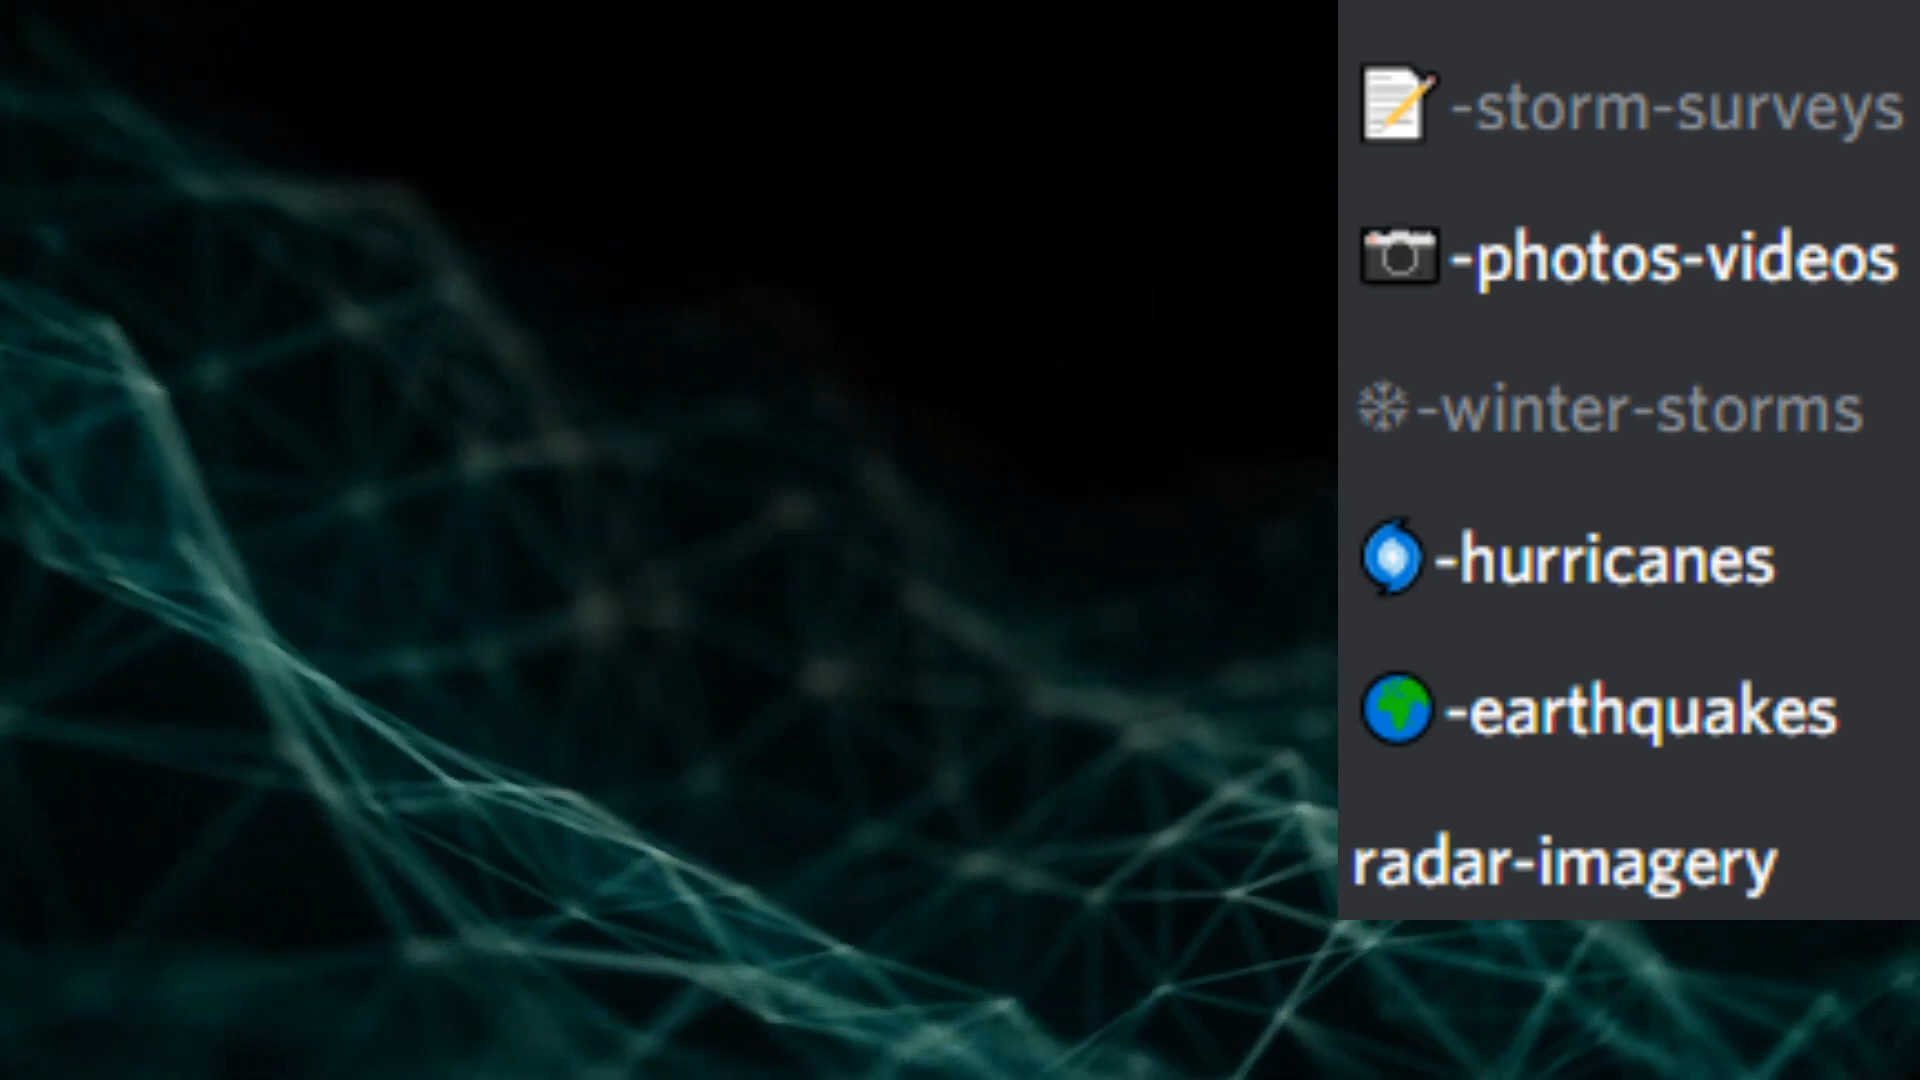 -storm-surveys
-photos-videos
-winter-storms
-hurricanes
-earthquakes
radar-imagery